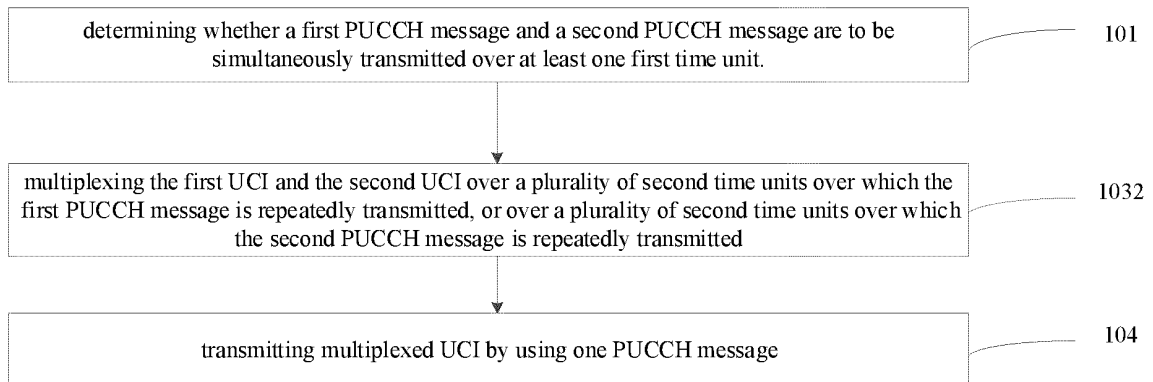 determining whether a first PUCCH message and a second PUCCH message are to be
simultaneously transmitted over at least one first time unit.
101
multiplexing the first UCI and the second UCI over a plurality of second time units over which the
first PUCCH message is repeatedly transmitted, or over a plurality of second time units over which
the second PUCCH message is repeatedly transmitted
1032
transmitting multiplexed UCI by using one PUCCH message
104